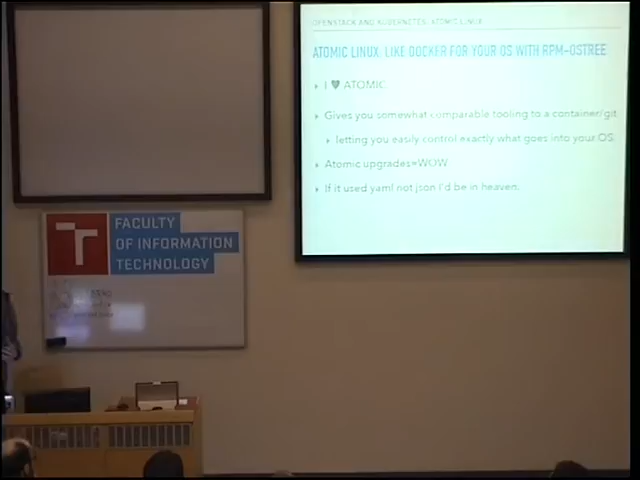 OPENSTACK AND KUBERNETES: ATOMIC LINUX
ATOMIC LINUX, LIKE DOCKER FOR YOUR OS WITH RPM-OSTREE
I ♥ ATOMIC
Gives you somewhat comparable tooling to a container/git
letting you easily control exactly what goes into your OS
Atomic upgrades=WOW
If it used yaml not json I'd be in heaven.
FACULTY
OF INFORMATION
TECHNOLOGY